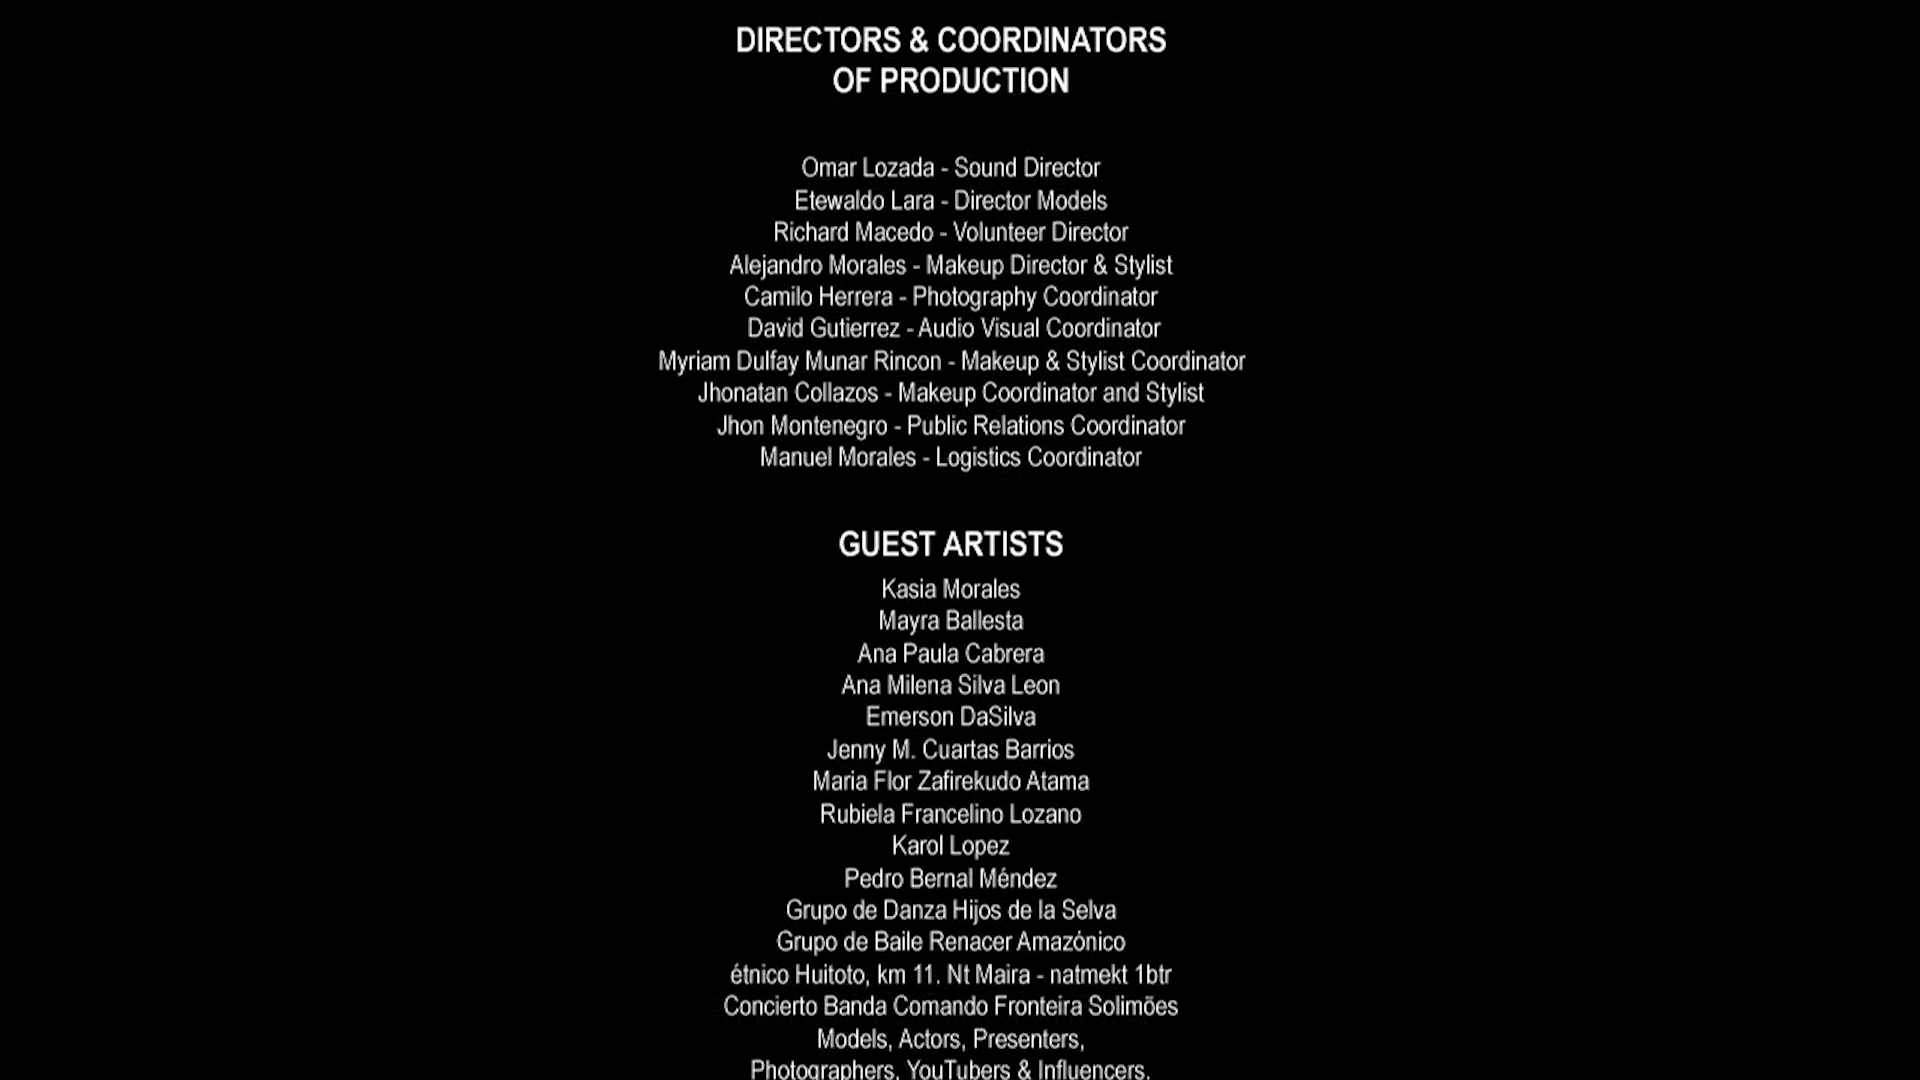 DIRECTORS & COORDINATORS
OF PRODUCTION
Omar Lozada - Sound Director
Etewaldo Lara - Director Models
Richard Macedo - Volunteer Director
Alejandro Morales - Makeup Director & Stylist
Camilo Herrera - Photography Coordinator
David Gutierrez - Audio Visual Coordinator
Myriam Dulfay Munar Rincon - Makeup & Stylist Coordinator
Jhonatan Collazos - Makeup Coordinator and Stylist
Jhon Montenegro - Public Relations Coordinator
Manuel Morales - Logistics Coordinator
GUEST ARTISTS
Kasia Morales
Mayra Ballesta
Ana Paula Cabrera
Ana Milena Silva Leon
Emerson DaSilva
Jenny M. Cuartas Barrios
Maria Flor Zafirekudo Atama
Rubiela Francelino Lozano
Karol Lopez
Pedro Bernal Méndez
Grupo de Danza Hijos de la Selva
Grupo de Baile Renacer Amazónico
étnico Huitoto, km 11. Nt Maira - natmekt 1btr
Concierto Banda Comando Fronteira Solimões
Models, Actors, Presenters,
Photographers, YouTubers & Influencers.